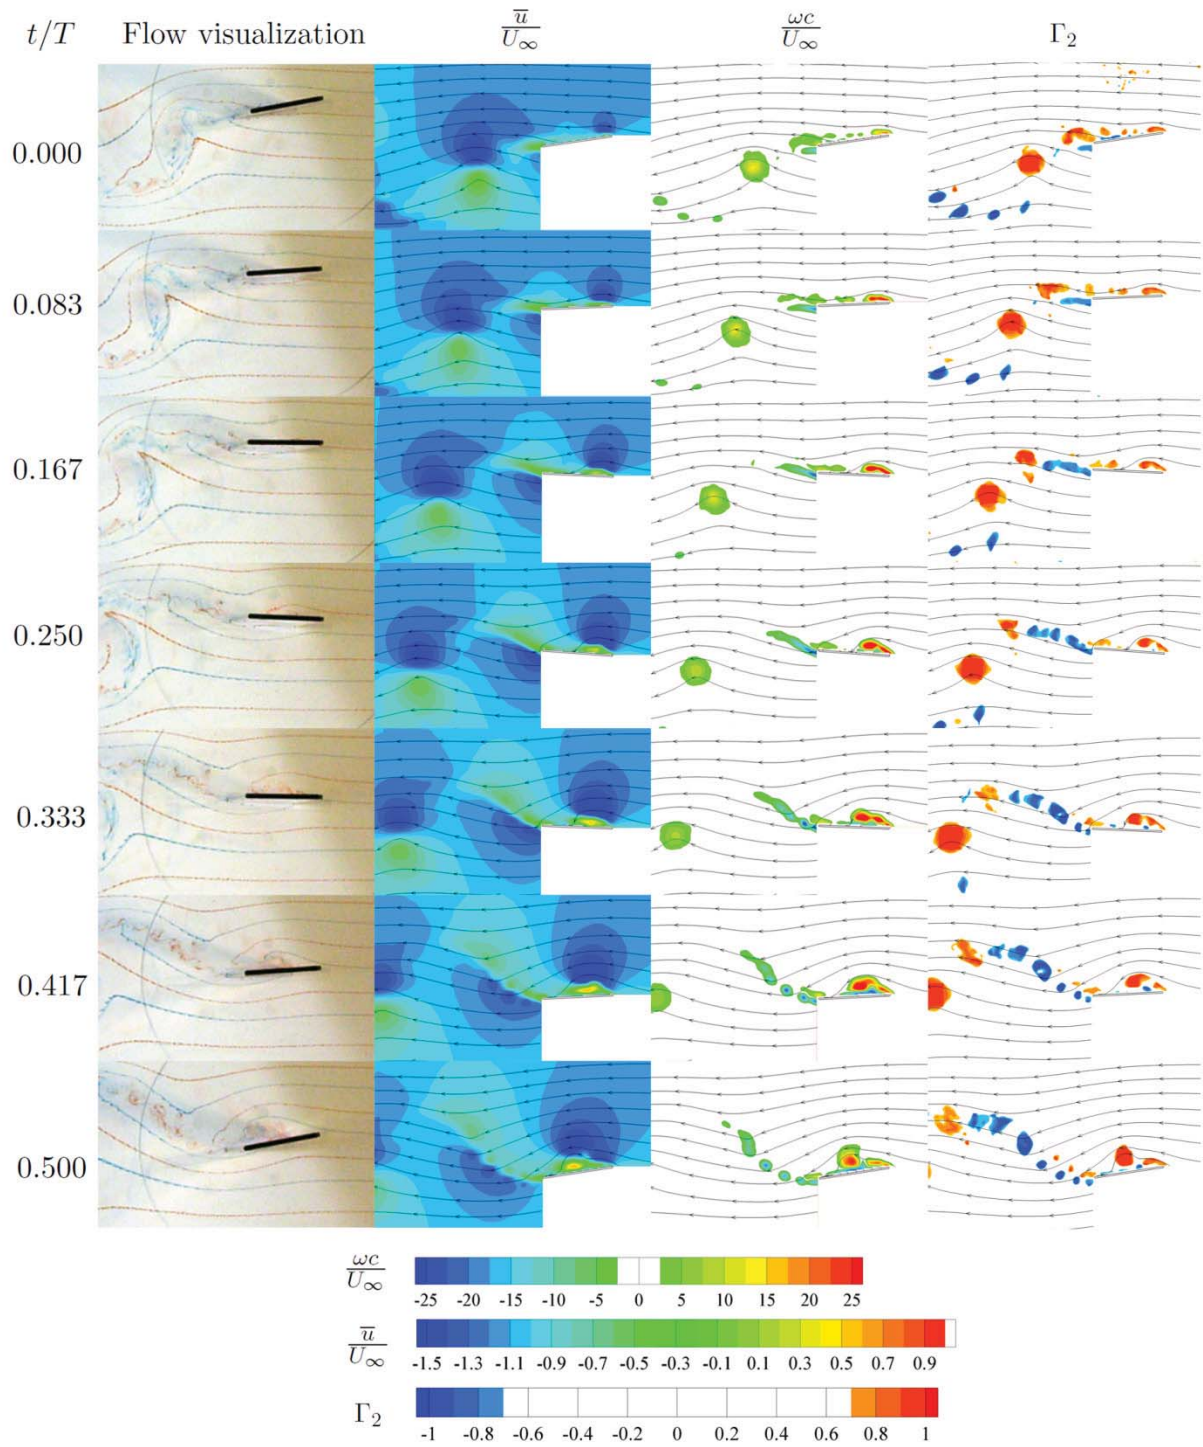 t/T Flow visualization u̅/U∞ ωc/U∞ Γ₂
0.000
0.083
0.167
0.250
0.333
0.417
0.500
ωc/U∞
-25 -20 -15 -10 -5 0 5 10 15 20 25
u̅/U∞
-1.5 -1.3 -1.1 -0.9 -0.7 -0.5 -0.3 -0.1 0.1 0.3 0.5 0.7 0.9
Γ₂
-1 -0.8 -0.6 -0.4 -0.2 0 0.2 0.4 0.6 0.8 1